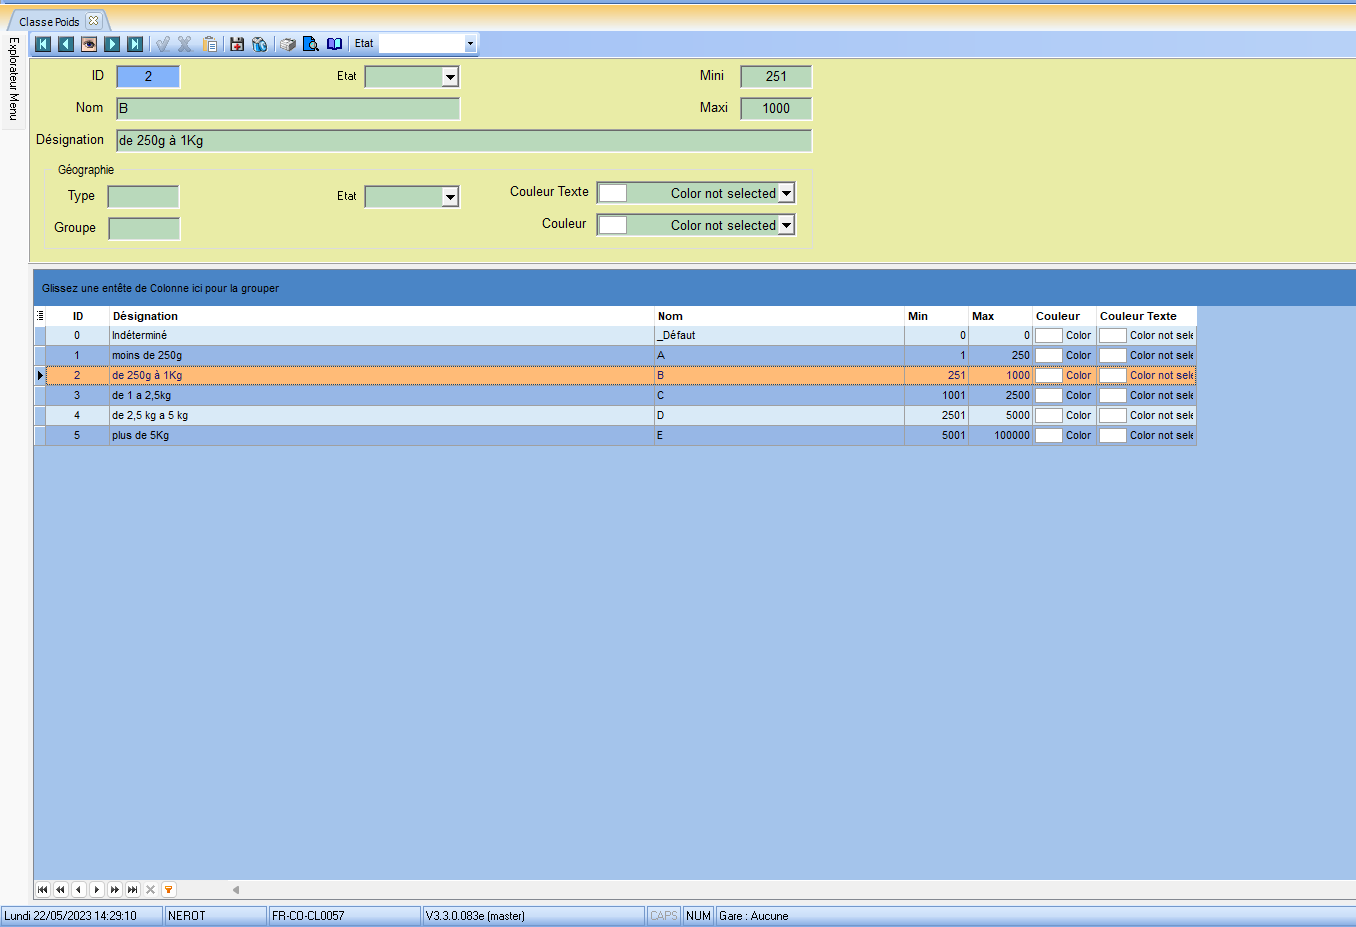 Classe Poids
Explorateur Menu
Etat
ID 2 Etat Mini 251
Nom B Maxi 1000
Désignation de 250g à 1Kg
Géographie
Type Etat Couleur Texte Color not selected
Groupe Couleur Color not selected
Glissez une entête de Colonne ici pour la grouper
ID Désignation Nom Min Max Couleur Couleur Texte
0 Indéterminé _Défaut 0 0 Color Color not sele
1 moins de 250g A 1 250 Color Color not sele
2 de 250g à 1Kg B 251 1000 Color Color not sele
3 de 1 a 2,5kg C 1001 2500 Color Color not sele
4 de 2,5 kg a 5 kg D 2501 5000 Color Color not sele
5 plus de 5Kg E 5001 100000 Color Color not sele
Lundi 22/05/2023 14:29:10 NEROT FR-CO-CL0057 V3.3.0.083e (master) CAPS NUM Gare : Aucune